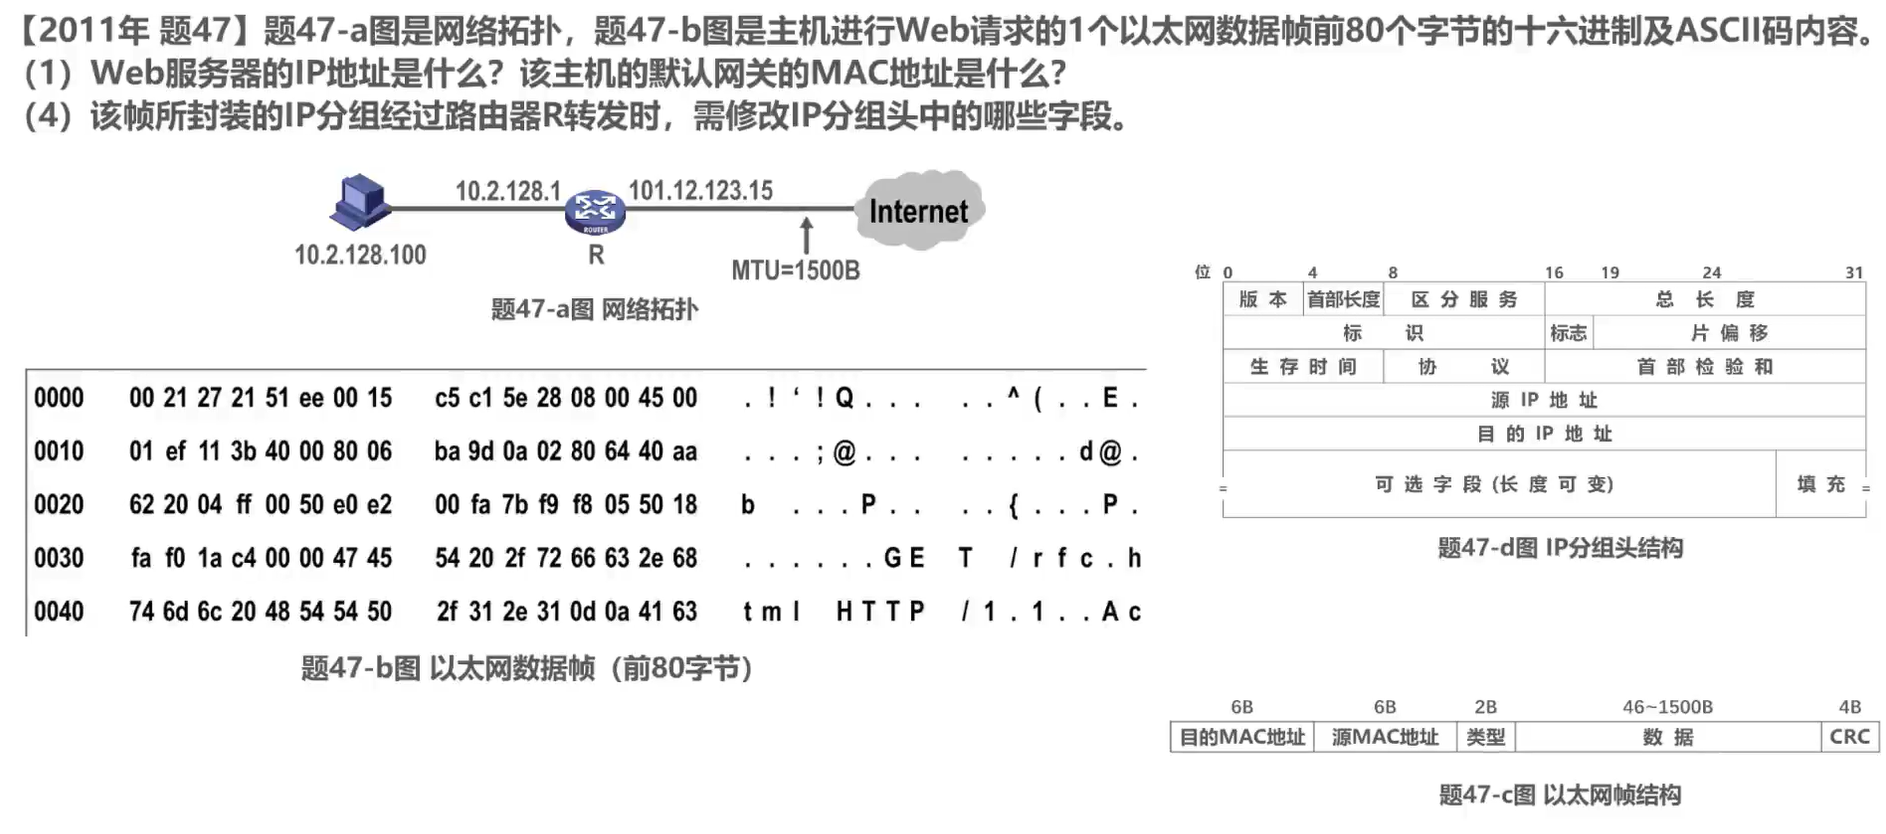 【2011年 题47】题47-a图是网络拓扑，题47-b图是主机进行Web请求的1个以太网数据帧前80个字节的十六进制及ASCII码内容。
（1）Web服务器的IP地址是什么？该主机的默认网关的MAC地址是什么？
（4）该帧所封装的IP分组经过路由器R转发时，需修改IP分组头中的哪些字段。
10.2.128.1 101.12.123.15
Internet
ROUTER
10.2.128.100 R MTU=1500B
题47-a图 网络拓扑
0000 00 21 27 21 51 ee 00 15 c5 c1 5e 28 08 00 45 00 . ! ‘ ! Q . . . . . ^ ( . . E .
0010 01 ef 11 3b 40 00 80 06 ba 9d 0a 02 80 64 40 aa . . . ; @ . . . . . . . . d @ .
0020 62 20 04 ff 00 50 e0 e2 00 fa 7b f9 f8 05 50 18 b . . . P . . . . { . . . P .
0030 fa f0 1a c4 00 00 47 45 54 20 2f 72 66 63 2e 68 . . . . . . G E T / r f c . h
0040 74 6d 6c 20 48 54 54 50 2f 31 2e 31 0d 0a 41 63 t m l H T T P / 1 . 1 . . A c
题47-b图 以太网数据帧（前80字节）
位 0 4 8 16 19 24 31
版 本 首部长度 区 分 服 务 总 长 度
标 识 标志 片 偏 移
生 存 时 间 协 议 首 部 检 验 和
源 IP 地 址
目 的 IP 地 址
可 选 字 段 (长 度 可 变) 填 充
题47-d图 IP分组头结构
6B 6B 2B 46~1500B 4B
目的MAC地址 源MAC地址 类型 数 据 CRC
题47-c图 以太网帧结构